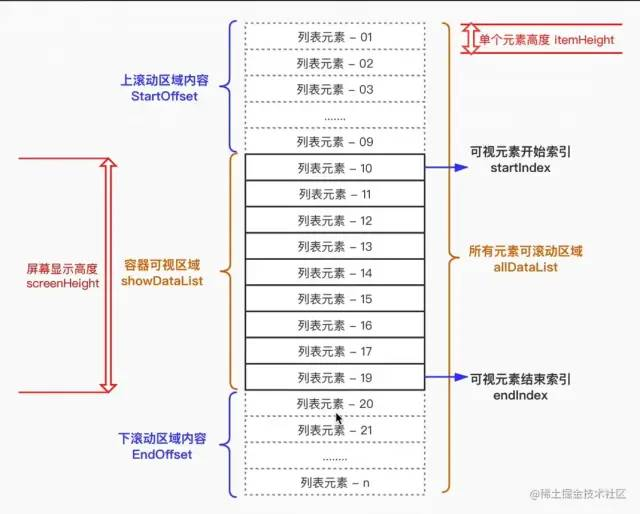 列表元素 - 01
列表元素 - 02
列表元素 - 03
.......
列表元素 - 09
列表元素 - 10
列表元素 - 11
列表元素 - 12
列表元素 - 13
列表元素 - 14
列表元素 - 15
列表元素 - 16
列表元素 - 17
列表元素 - 19
列表元素 - 20
列表元素 - 21
........
列表元素 - n
上滚动区域内容
StartOffset
屏幕显示高度
screenHeight
容器可视区域
showDataList
下滚动区域内容
EndOffset
单个元素高度 itemHeight
可视元素开始索引
startIndex
所有元素可滚动区域
allDataList
可视元素结束索引
endIndex
@稀土掘金技术社区